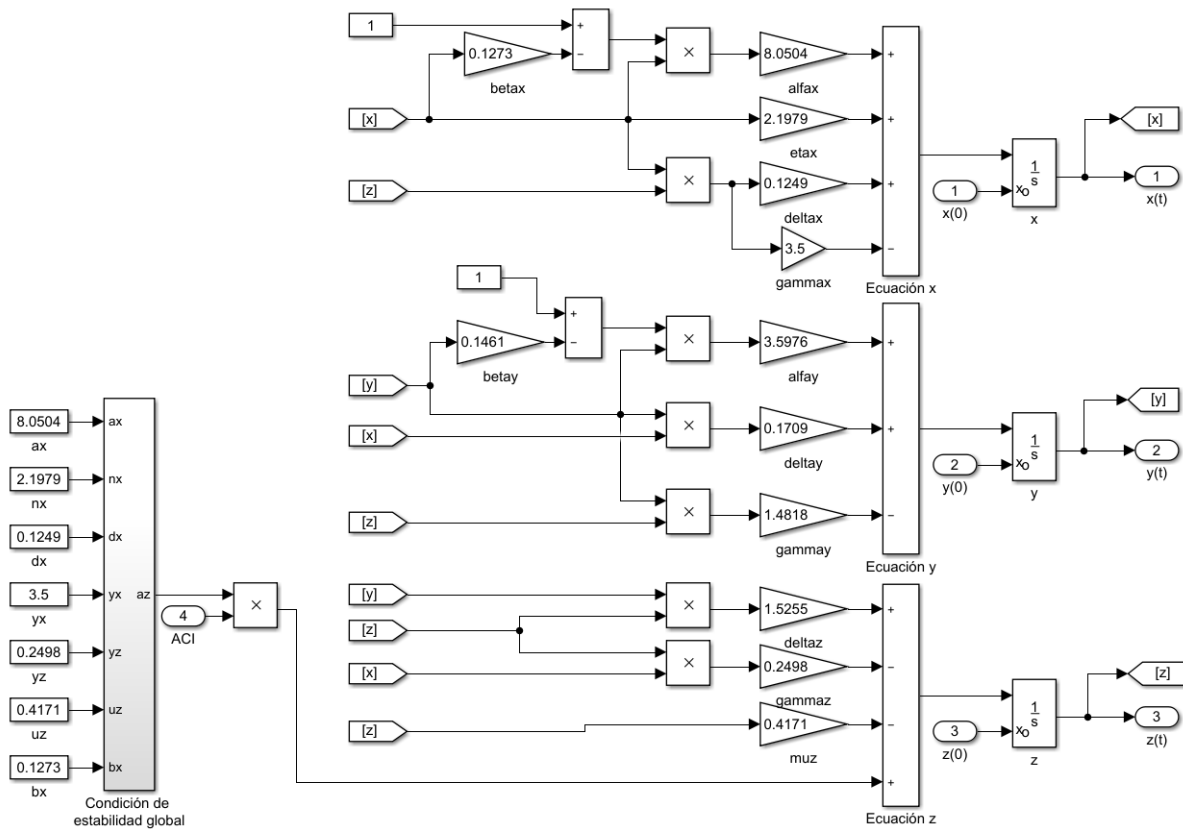 1
+
−
0.1273
betax
×
8.0504
alfax
+
[x]
2.1979
etax
+
[z]
×
0.1249
deltax
+
3.5
gammax
−
Ecuación x
1
x(0)
1
s
xo
x
[x]
1
x(t)
1
+
−
0.1461
betay
×
3.5976
alfay
+
[y]
[x]
×
0.1709
deltay
+
[z]
×
1.4818
gammay
−
Ecuación y
2
y(0)
1
s
xo
y
[y]
2
y(t)
8.0504
ax
2.1979
nx
0.1249
dx
3.5
yx
0.2498
yz
0.4171
uz
0.1273
bx
ax
nx
dx
yx
az
yz
uz
bx
Condición de
estabilidad global
4
ACI
×
[y]
[z]
[x]
[z]
×
1.5255
deltaz
+
×
0.2498
gammaz
−
0.4171
muz
−
+
Ecuación z
3
z(0)
1
s
xo
z
[z]
3
z(t)